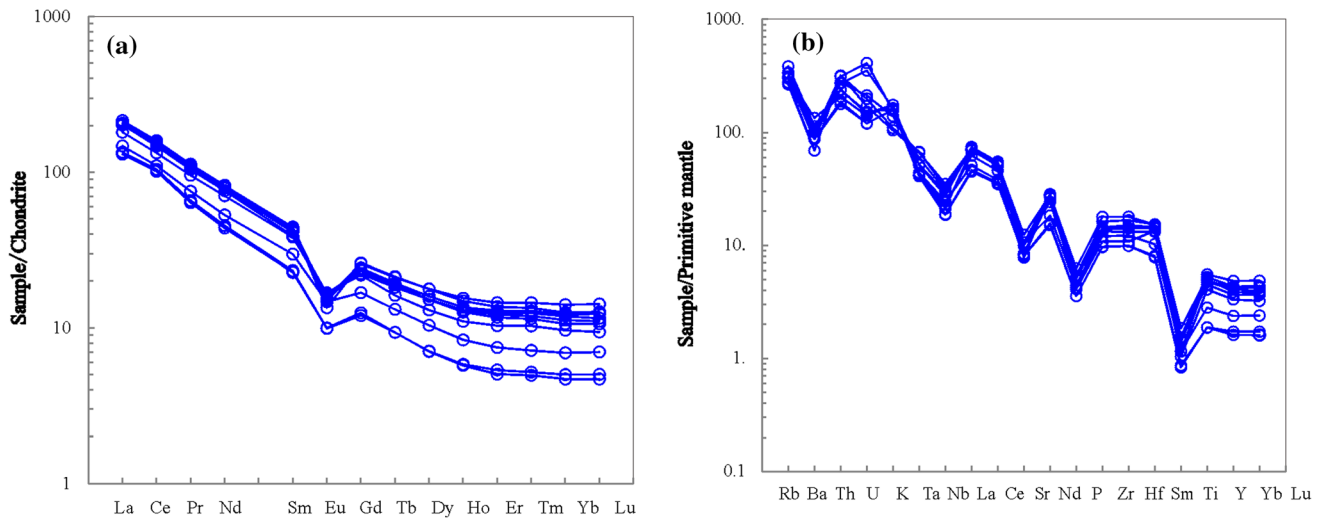 (a)
Sample/Chondrite
1000
100
10
1
La Ce Pr Nd Sm Eu Gd Tb Dy Ho Er Tm Yb Lu
(b)
Sample/Primitive mantle
1000.
100.
10.
1.
0.1
Rb Ba Th U K Ta Nb La Ce Sr Nd P Zr Hf Sm Ti Y Yb Lu